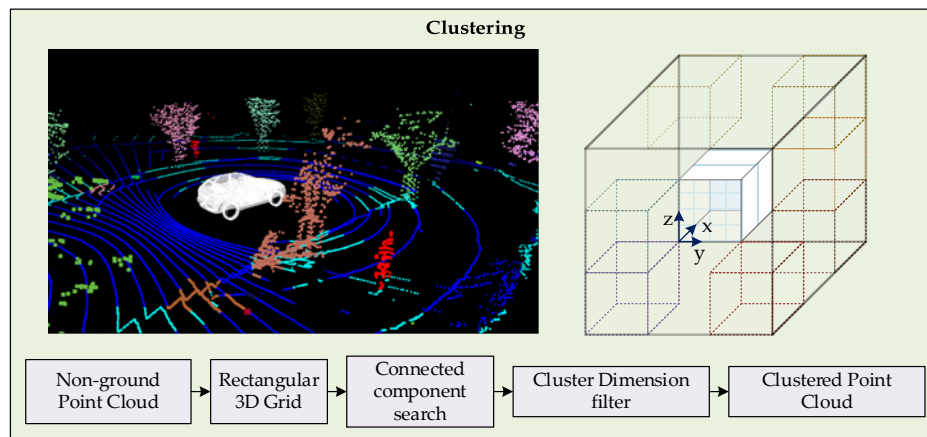 Clustering
z
x
y
Non-ground
Point Cloud
Rectangular
3D Grid
Connected
component
search
Cluster Dimension
filter
Clustered Point
Cloud